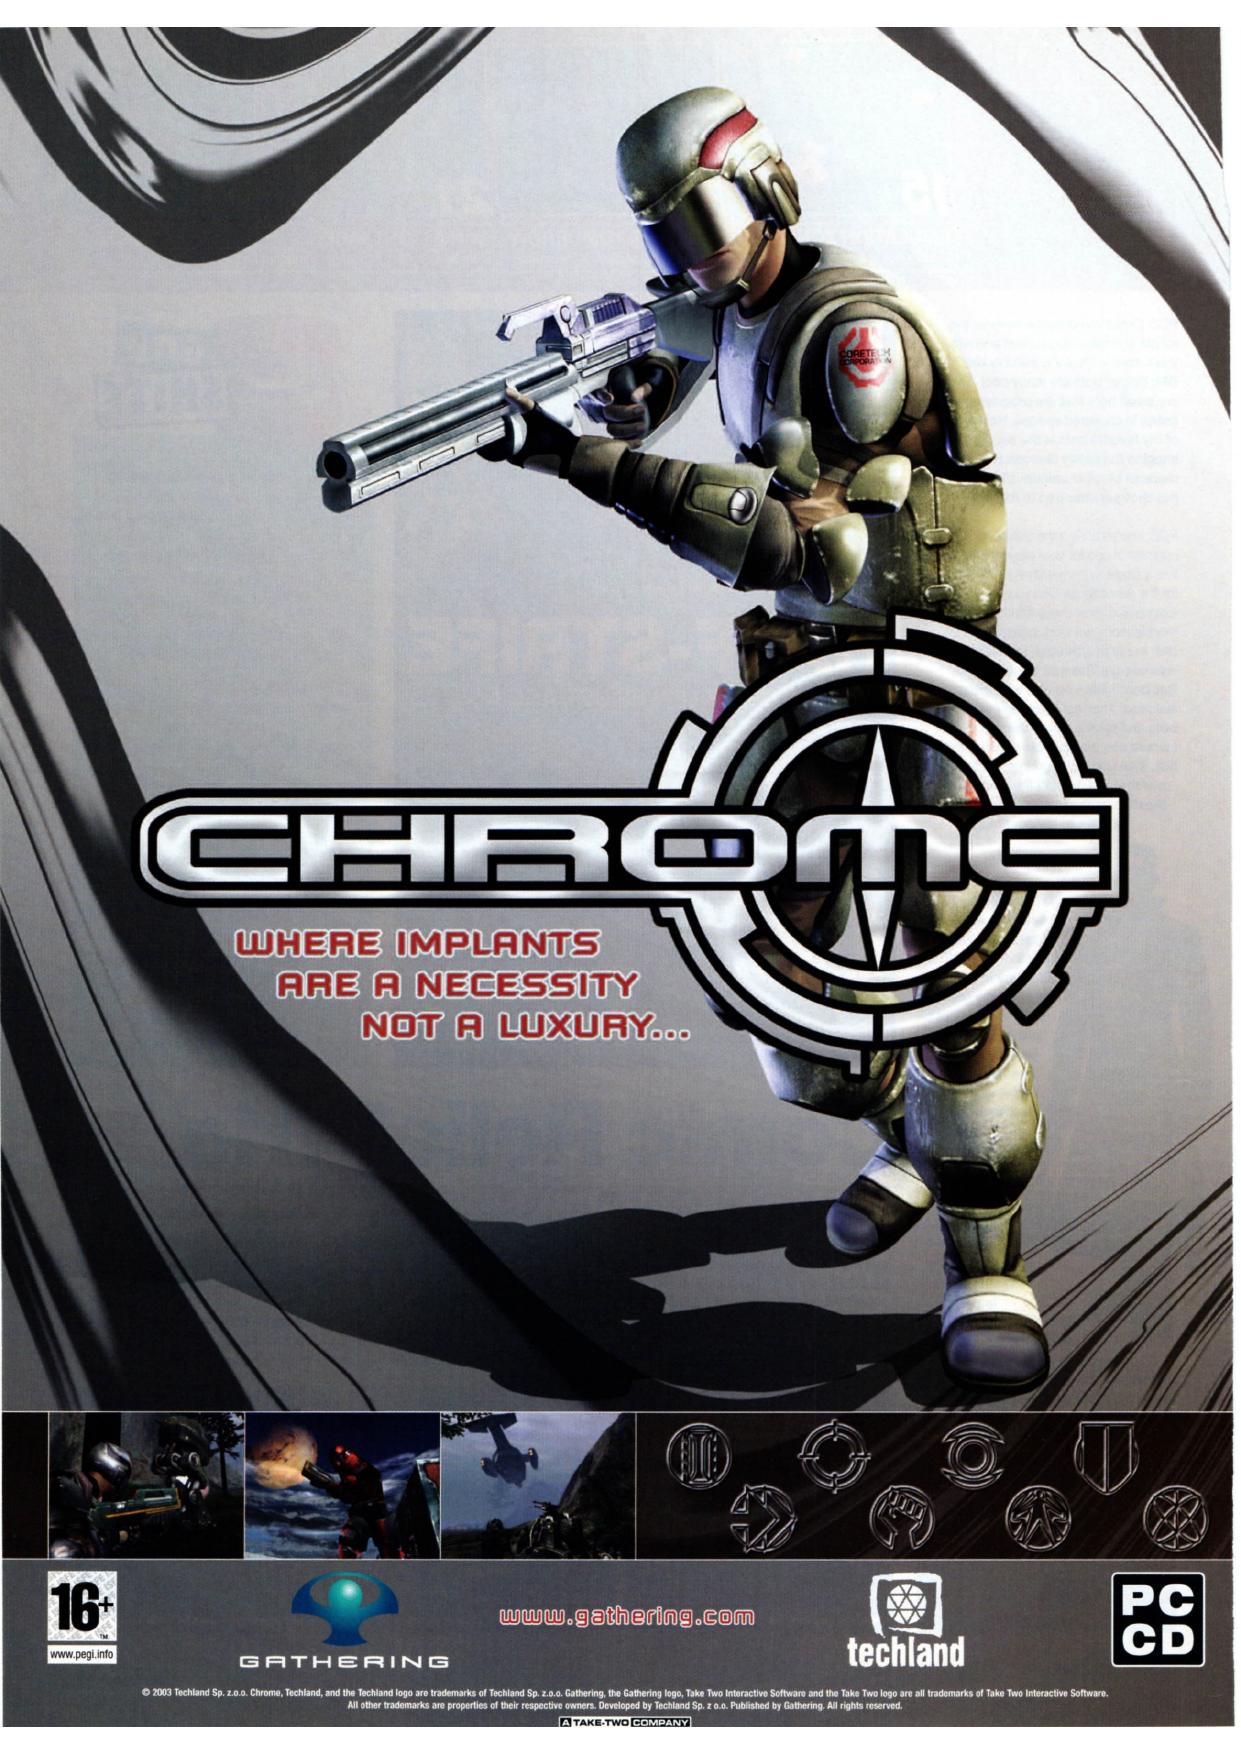 CORETECH
CORPORATION
CHROME
WHERE IMPLANTS
ARE A NECESSITY
NOT A LUXURY...
16+
TM
www.pegi.info
GATHERING
www.gathering.com
techland
PC
CD
© 2003 Techland Sp. z.o.o. Chrome, Techland, and the Techland logo are trademarks of Techland Sp. z.o.o. Gathering, the Gathering logo, Take Two Interactive Software and the Take Two logo are all trademarks of Take Two Interactive Software.
All other trademarks are properties of their respective owners. Developed by Techland Sp. z o.o. Published by Gathering. All rights reserved.
A TAKE-TWO COMPANY